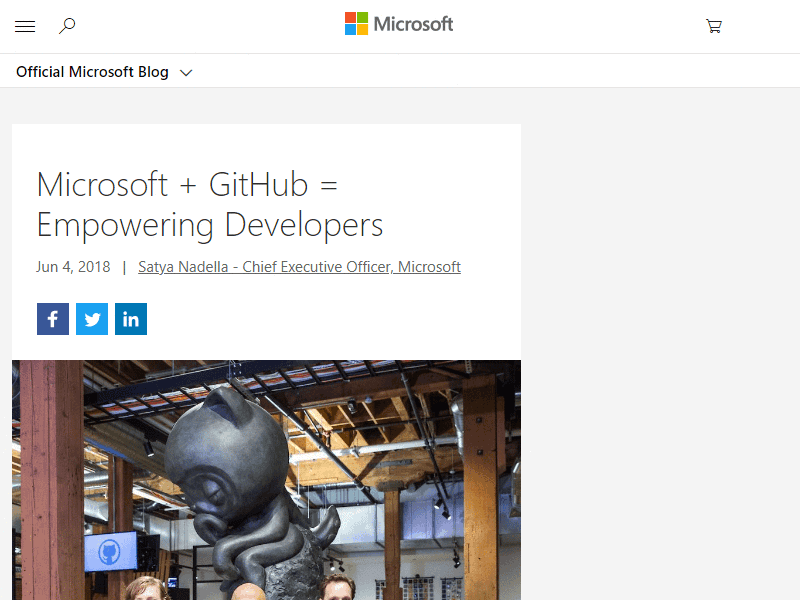 Microsoft
Official Microsoft Blog
Microsoft + GitHub =
Empowering Developers
Jun 4, 2018 | Satya Nadella - Chief Executive Officer, Microsoft